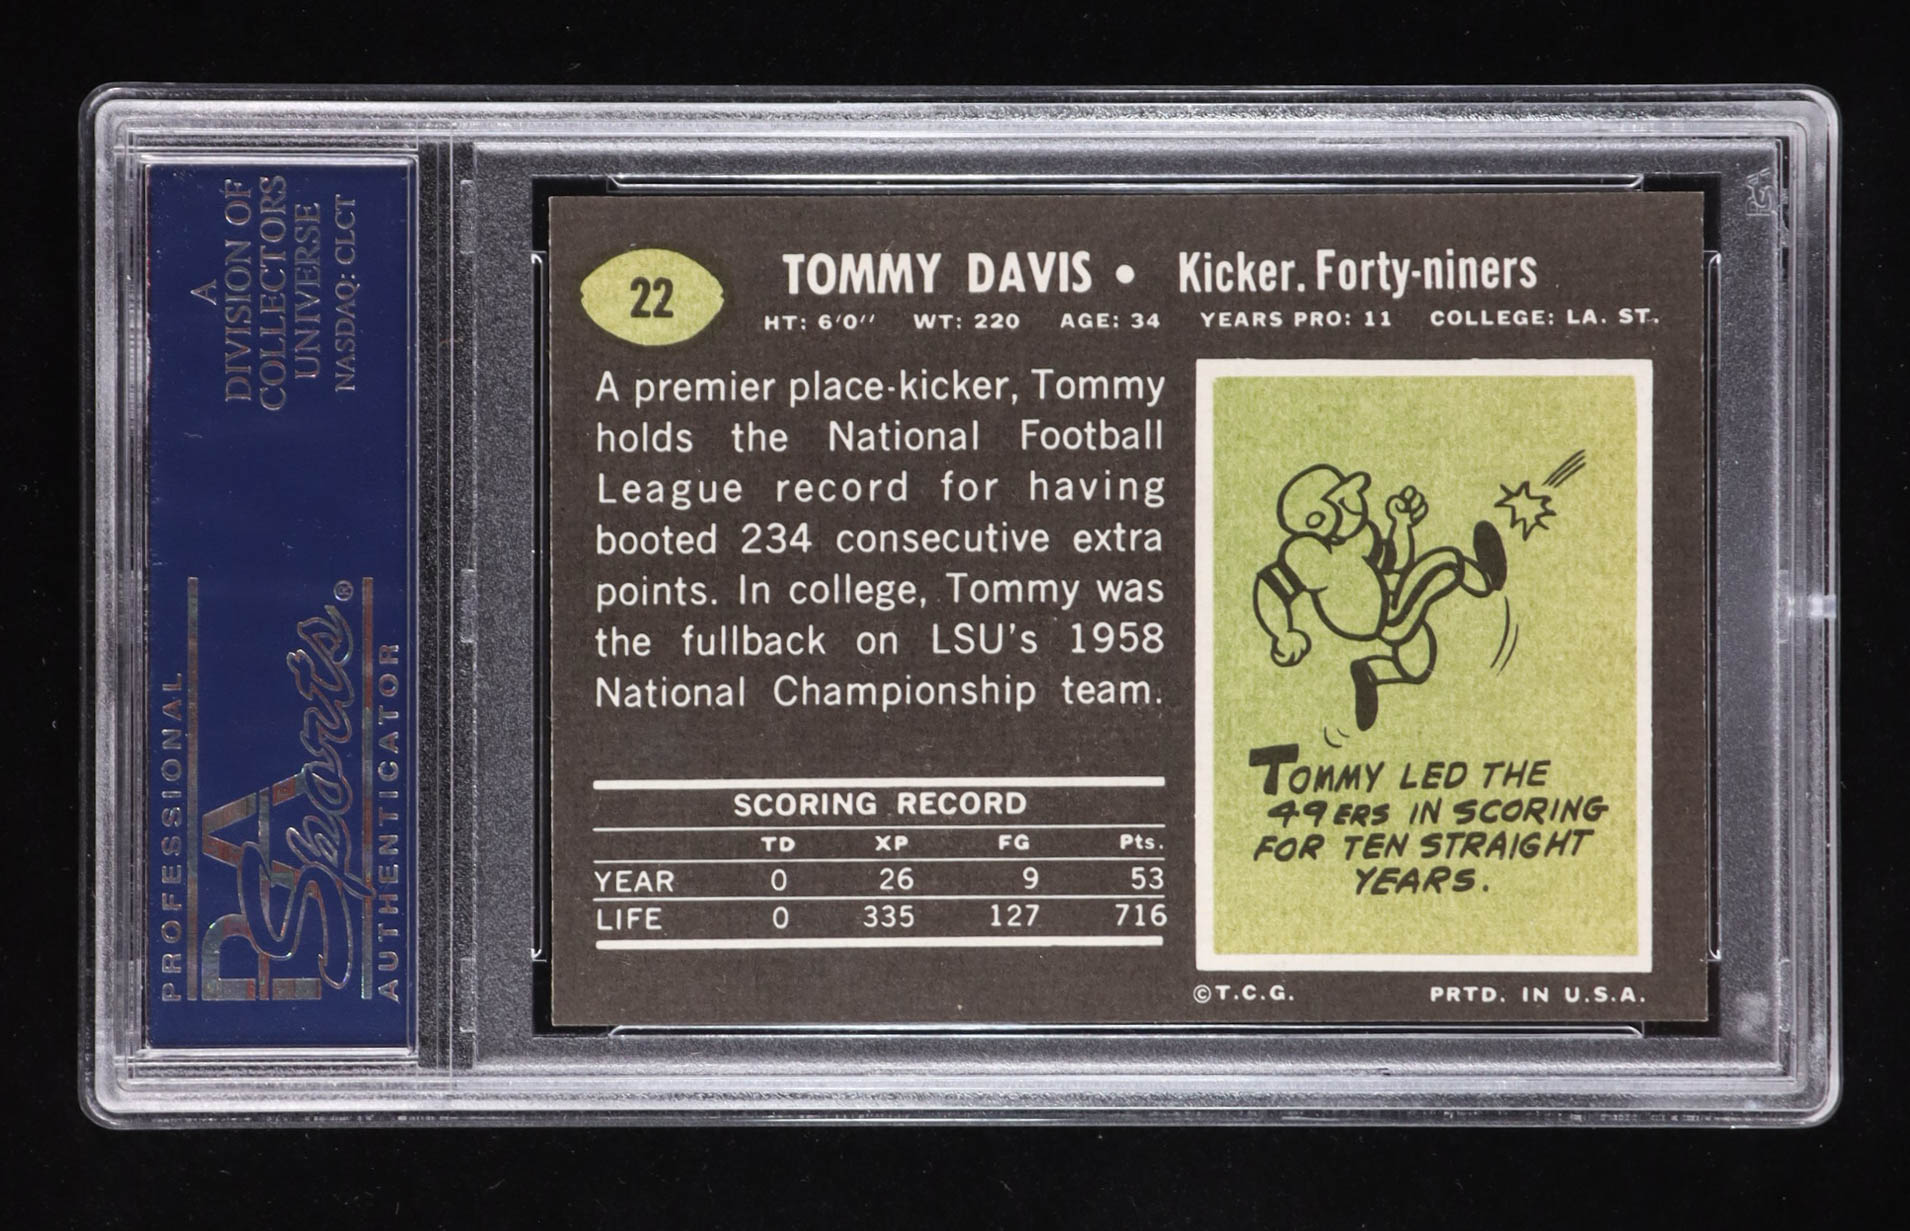 A
DIVISION OF
COLLECTORS
UNIVERSE
NASDAQ: CLCT
PROFESSIONAL
PSA
Sports®
AUTHENTICATOR
PSA
22
TOMMY DAVIS • Kicker. Forty-niners
HT: 6'0'' WT: 220 AGE: 34 YEARS PRO: 11 COLLEGE: LA. ST.
A premier place-kicker, Tommy
holds the National Football
League record for having
booted 234 consecutive extra
points. In college, Tommy was
the fullback on LSU's 1958
National Championship team.
SCORING RECORD
TD XP FG Pts.
YEAR 0 26 9 53
LIFE 0 335 127 716
TOMMY LED THE
49ERS IN SCORING
FOR TEN STRAIGHT
YEARS.
©T.C.G. PRTD. IN U.S.A.